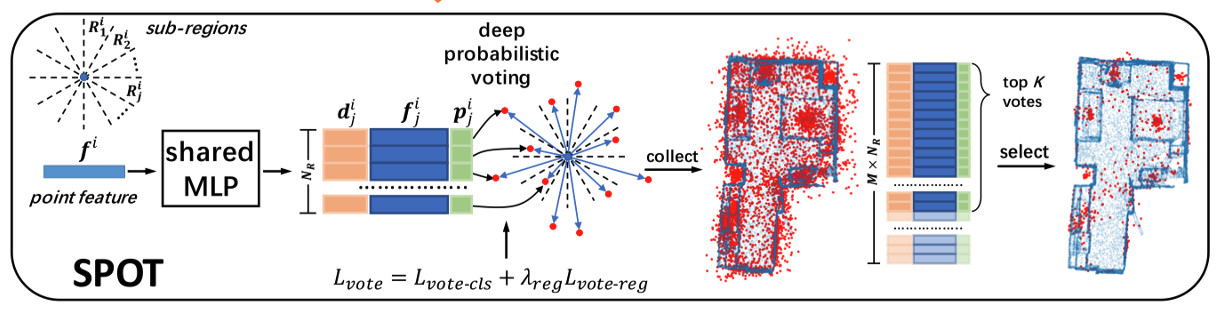 R^i_1
R^i_2
R^i_j
sub-regions
f^i
point feature
shared
MLP
N_R
d^i_j
f^i_j
p^i_j
deep
probabilistic
voting
L_vote = L_vote-cls + λ_reg L_vote-reg
collect
M × N_R
top K
votes
select
SPOT